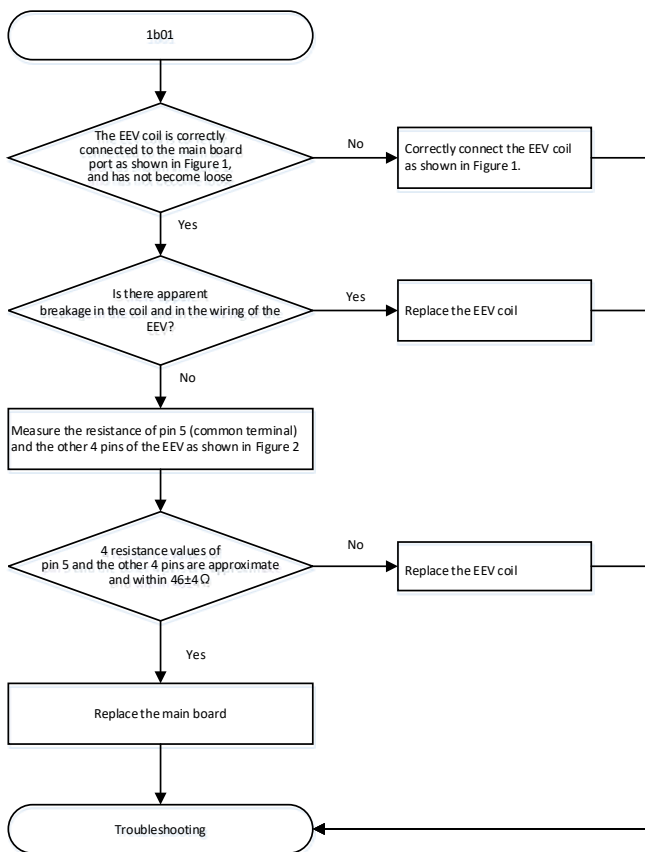 1b01
The EEV coil is correctly
connected to the main board
port as shown in Figure 1,
and has not become loose
No
Correctly connect the EEV coil
as shown in Figure 1.
Yes
Is there apparent
breakage in the coil and in the wiring of the
EEV?
Yes
Replace the EEV coil
No
Measure the resistance of pin 5 (common terminal)
and the other 4 pins of the EEV as shown in Figure 2
4 resistance values of
pin 5 and the other 4 pins are approximate
and within 46±4Ω
No
Replace the EEV coil
Yes
Replace the main board
Troubleshooting